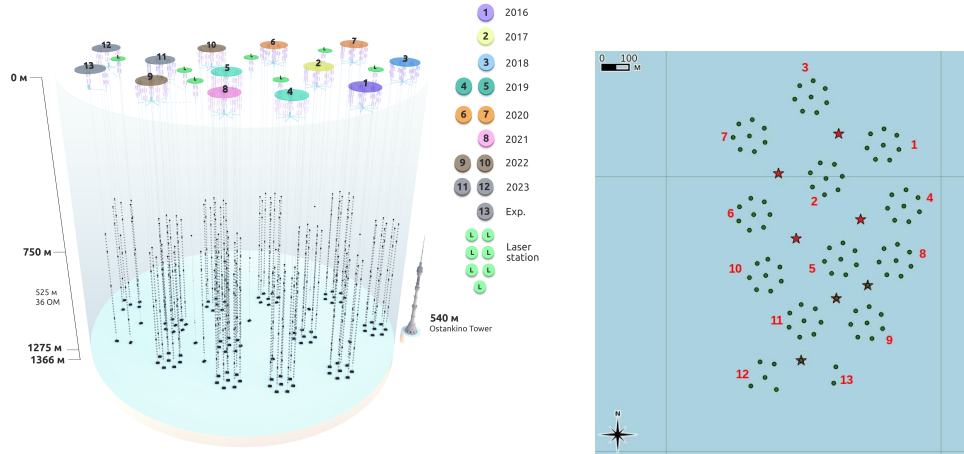 12
11
10
6
7
3
13
9
5
2
8
4
1
L
L
L
L
L
L
L
0 м
750 м
525 м
36 OM
1275 м
1366 м
540 м
Ostankino Tower
1 2016
2 2017
3 2018
4 5 2019
6 7 2020
8 2021
9 10 2022
11 12 2023
13 Exp.
L L
L L Laser
L L station
L
0 100
м
3
7
1
2
4
6
5
8
10
11
9
12
13
N